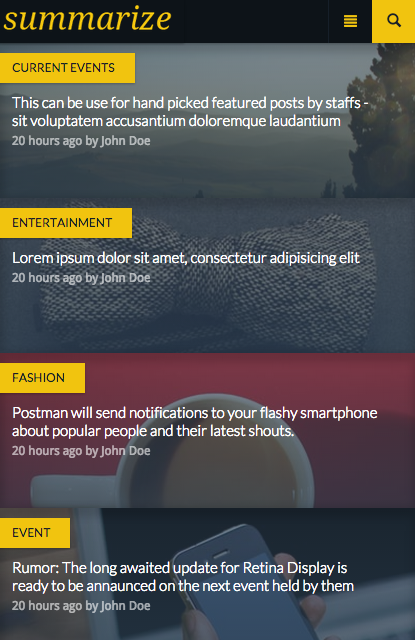 summarize
CURRENT EVENTS
This can be use for hand picked featured posts by staffs -
sit voluptatem accusantium doloremque laudantium
20 hours ago by John Doe
ENTERTAINMENT
Lorem ipsum dolor sit amet, consectetur adipisicing elit
20 hours ago by John Doe
FASHION
Postman will send notifications to your flashy smartphone
about popular people and their latest shouts.
20 hours ago by John Doe
EVENT
Rumor: The long awaited update for Retina Display is
ready to be annaunced on the next event held by them
20 hours ago by John Doe